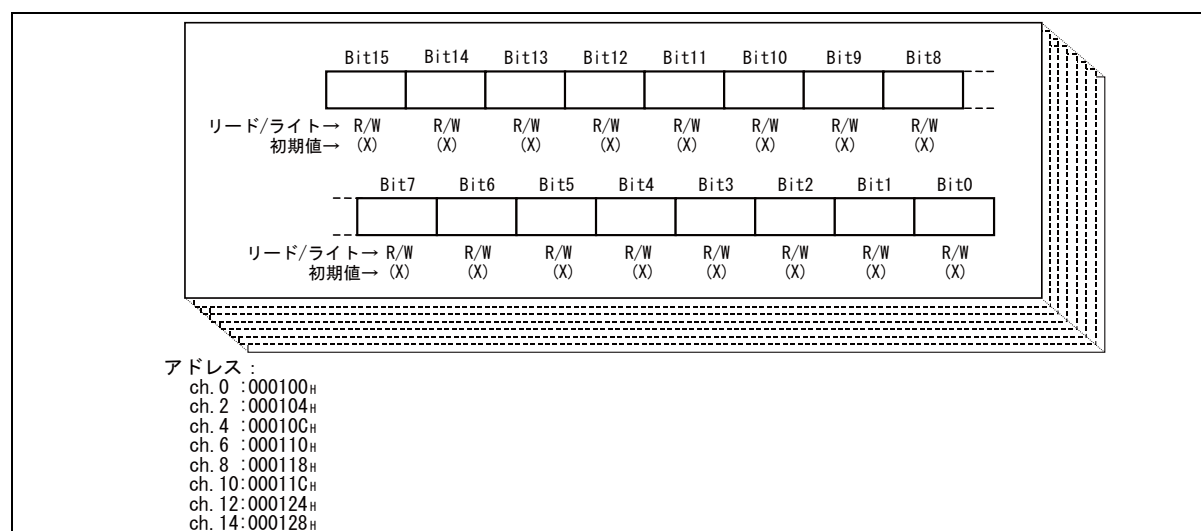 Bit15 Bit14 Bit13 Bit12 Bit11 Bit10 Bit9 Bit8
リード/ライト→ R/W R/W R/W R/W R/W R/W R/W R/W
初期値→ (X) (X) (X) (X) (X) (X) (X) (X)
Bit7 Bit6 Bit5 Bit4 Bit3 Bit2 Bit1 Bit0
リード/ライト→ R/W R/W R/W R/W R/W R/W R/W R/W
初期値→ (X) (X) (X) (X) (X) (X) (X) (X)
アドレス:
ch.0 :000100H
ch.2 :000104H
ch.4 :00010CH
ch.6 :000110H
ch.8 :000118H
ch.10:00011CH
ch.12:000124H
ch.14:000128H